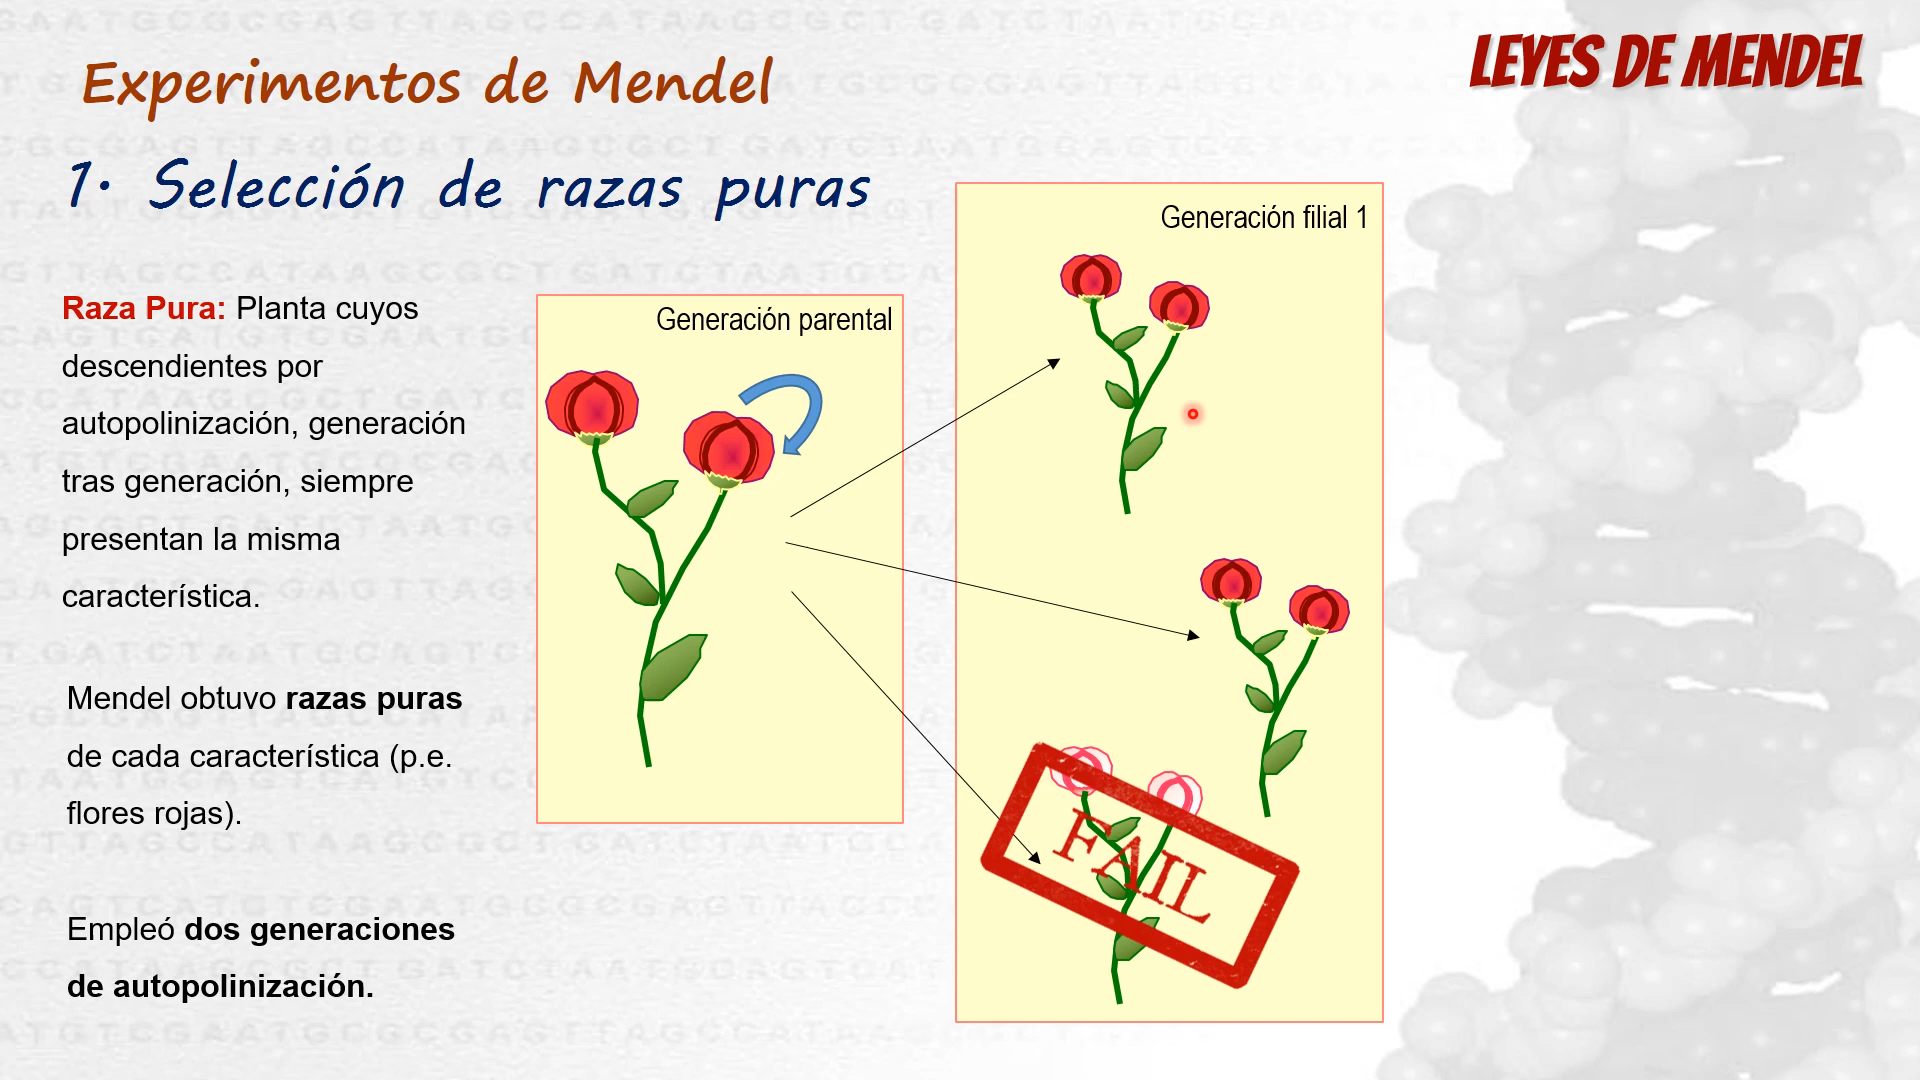 LEYES DE MENDEL
Experimentos de Mendel
1. Selección de razas puras
Raza Pura: Planta cuyos
descendientes por
autopolinización, generación
tras generación, siempre
presentan la misma
característica.
Mendel obtuvo razas puras
de cada característica (p.e.
flores rojas).
Empleó dos generaciones
de autopolinización.
Generación parental
Generación filial 1
FAIL